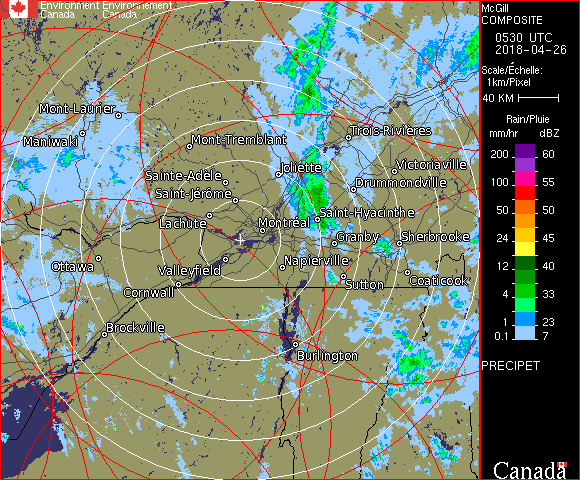 Environment Environnement
Canada Canada
Mont-Laurier
Maniwaki
Mont-Tremblant
Trois-Rivières
Sainte-Adèle
Joliette
Victoriaville
Saint-Jérôme
Drummondville
Lachute
Montréal
Saint-Hyacinthe
Granby
Sherbrooke
Ottawa
Valleyfield
Napierville
Cornwall
Sutton
Coaticook
Brockville
Burlington
McGill
COMPOSITE
0530 UTC
2018-04-26
Scale/Échelle:
1km/Pixel
40 KM
Rain/Pluie
mm/hr dBZ
200 60
100 55
50 50
24 45
12 40
4 33
1 23
0.1 7
PRECIPET
Canada